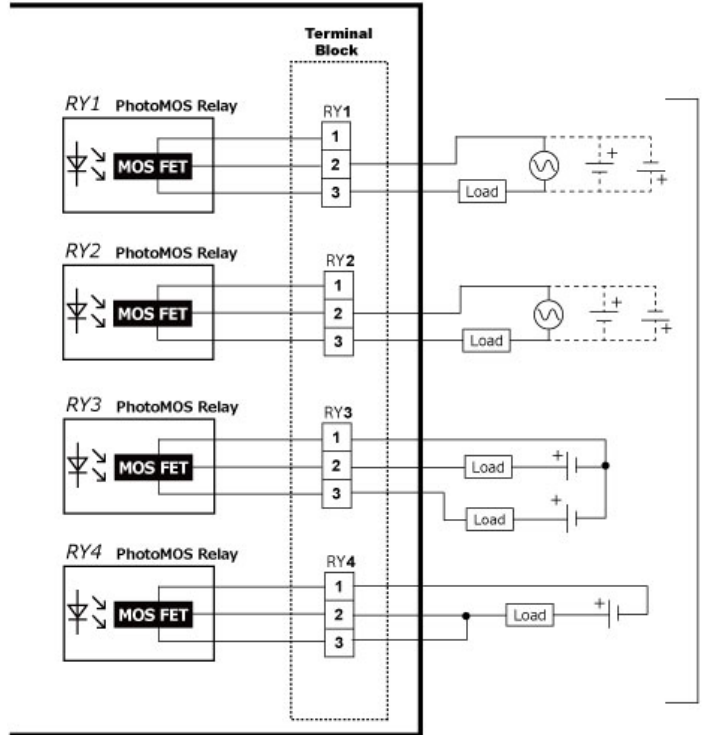 Terminal
Block
RY1 PhotoMOS Relay
RY1
MOS FET
1
2
3
Load
+
+
RY2 PhotoMOS Relay
RY2
MOS FET
1
2
3
Load
+
+
RY3 PhotoMOS Relay
RY3
MOS FET
1
2
3
Load
+
Load
+
RY4 PhotoMOS Relay
RY4
MOS FET
1
2
3
Load
+